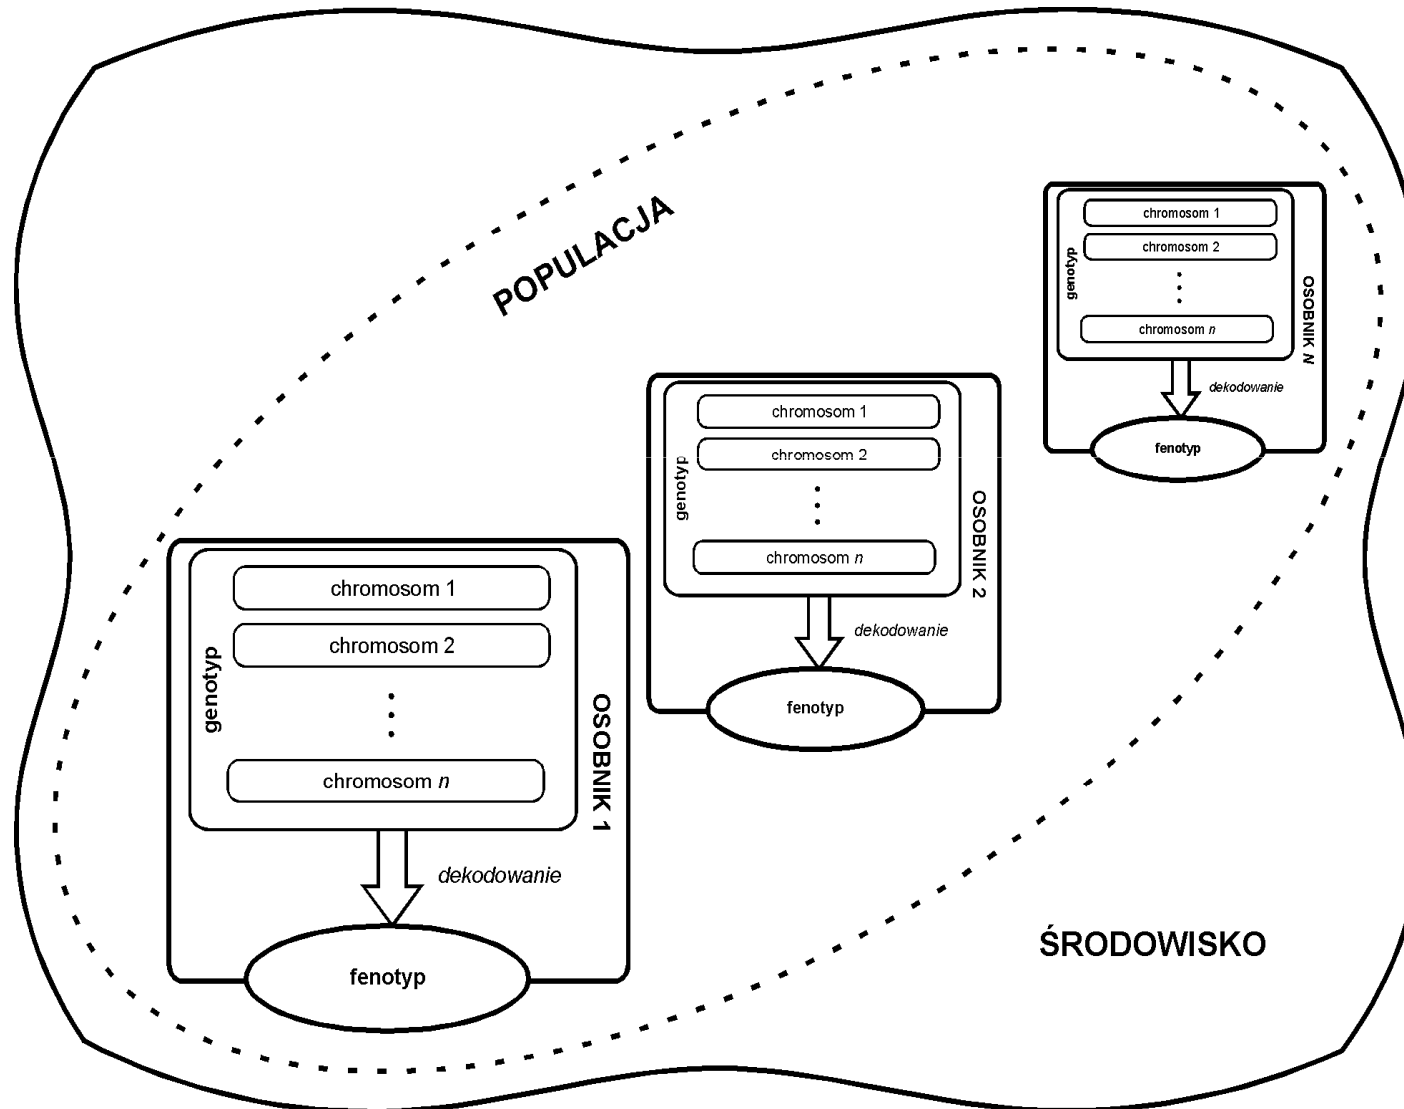 POPULACJA
chromosom 1
chromosom 2
genotyp
chromosom n
OSOBNIK N
dekodowanie
fenotyp
chromosom 1
chromosom 2
genotyp
chromosom n
OSOBNIK 2
dekodowanie
fenotyp
chromosom 1
chromosom 2
genotyp
chromosom n
OSOBNIK 1
dekodowanie
fenotyp
ŚRODOWISKO